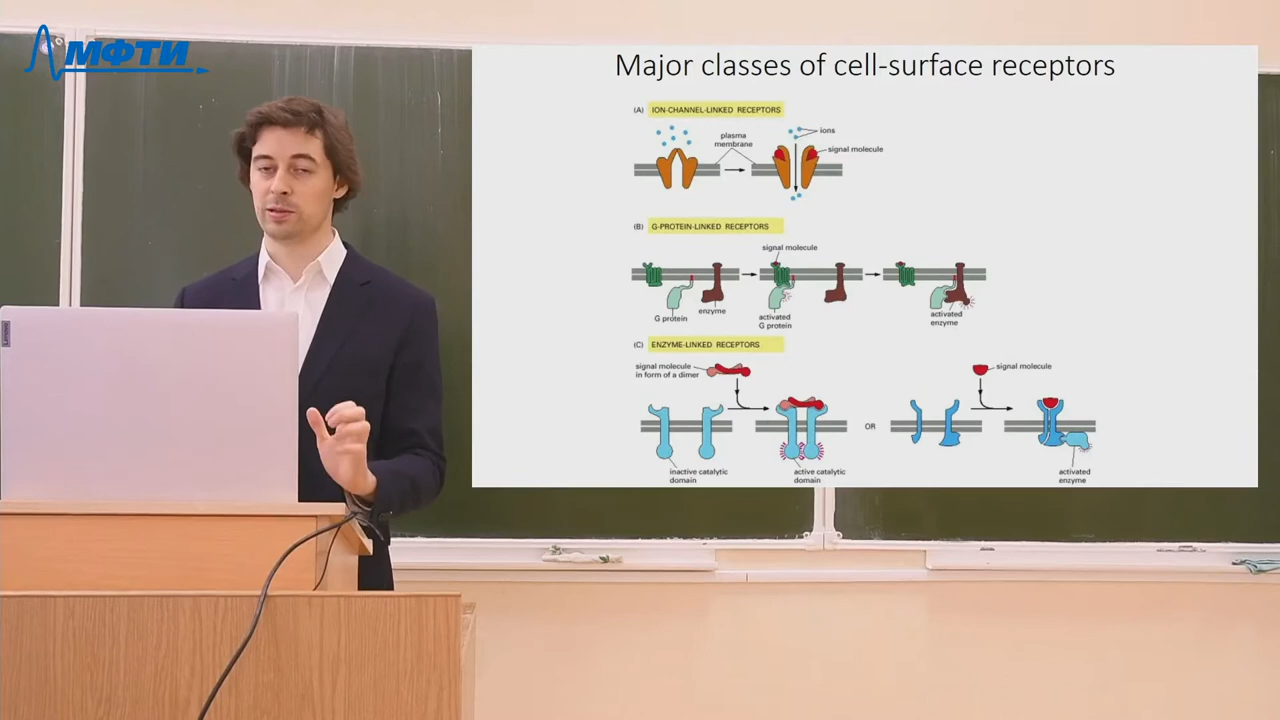 МФТИ
Lenovo
Major classes of cell-surface receptors
(A) ION-CHANNEL-LINKED RECEPTORS
plasma
membrane
ions
signal molecule
(B) G-PROTEIN-LINKED RECEPTORS
signal molecule
G protein
enzyme
activated
G protein
activated
enzyme
(C) ENZYME-LINKED RECEPTORS
signal molecule
in form of a dimer
signal molecule
OR
inactive catalytic
domain
active catalytic
domain
activated
enzyme